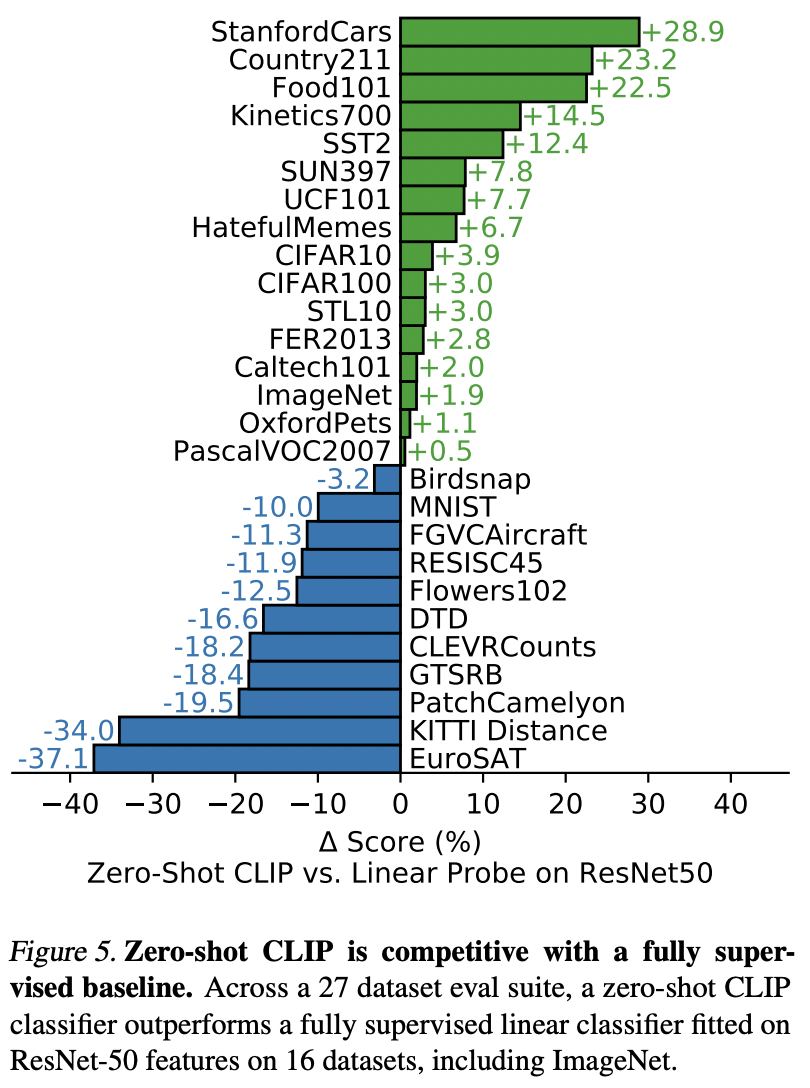 StanfordCars +28.9
Country211 +23.2
Food101 +22.5
Kinetics700 +14.5
SST2 +12.4
SUN397 +7.8
UCF101 +7.7
HatefulMemes +6.7
CIFAR10 +3.9
CIFAR100 +3.0
STL10 +3.0
FER2013 +2.8
Caltech101 +2.0
ImageNet +1.9
OxfordPets +1.1
PascalVOC2007 +0.5
-3.2 Birdsnap
-10.0 MNIST
-11.3 FGVCAircraft
-11.9 RESISC45
-12.5 Flowers102
-16.6 DTD
-18.2 CLEVRCounts
-18.4 GTSRB
-19.5 PatchCamelyon
-34.0 KITTI Distance
-37.1 EuroSAT
−40 −30 −20 −10 0 10 20 30 40
Δ Score (%)
Zero-Shot CLIP vs. Linear Probe on ResNet50
Figure 5. Zero-shot CLIP is competitive with a fully super-
vised baseline. Across a 27 dataset eval suite, a zero-shot CLIP
classifier outperforms a fully supervised linear classifier fitted on
ResNet-50 features on 16 datasets, including ImageNet.